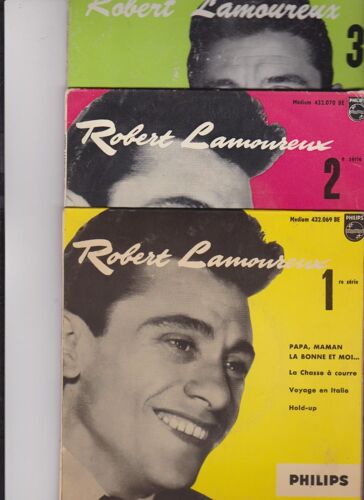 Robert Lamoureux
3
Medium 432.070 BE
PHILIPS
Robert Lamoureux
2
e série
Medium 432.069 BE
PHILIPS
Robert Lamoureux
1
re série
PAPA, MAMAN
LA BONNE ET MOI...
La Chasse à courre
Voyage en Italie
Hold-up
PHILIPS